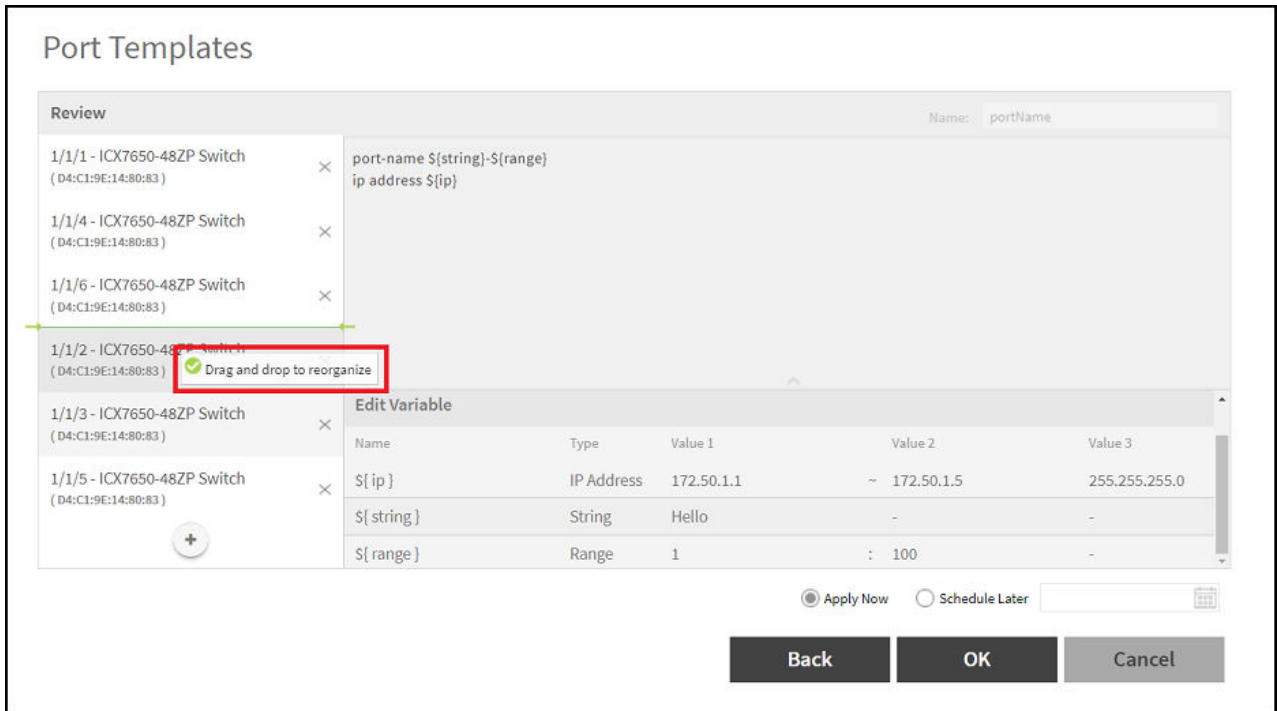 Port Templates
Review
Name: portName
1/1/1 - ICX7650-48ZP Switch
( D4:C1:9E:14:80:83 )
1/1/4 - ICX7650-48ZP Switch
( D4:C1:9E:14:80:83 )
1/1/6 - ICX7650-48ZP Switch
( D4:C1:9E:14:80:83 )
1/1/2 - ICX7650-48ZP Switch
( D4:C1:9E:14:80:83 )
Drag and drop to reorganize
1/1/3 - ICX7650-48ZP Switch
( D4:C1:9E:14:80:83 )
1/1/5 - ICX7650-48ZP Switch
( D4:C1:9E:14:80:83 )
+
port-name ${string}-${range}
ip address ${ip}
Edit Variable
Name Type Value 1 Value 2 Value 3
${ ip } IP Address 172.50.1.1 ~ 172.50.1.5 255.255.255.0
${ string } String Hello - -
${ range } Range 1 : 100 -
Apply Now Schedule Later
Back OK Cancel